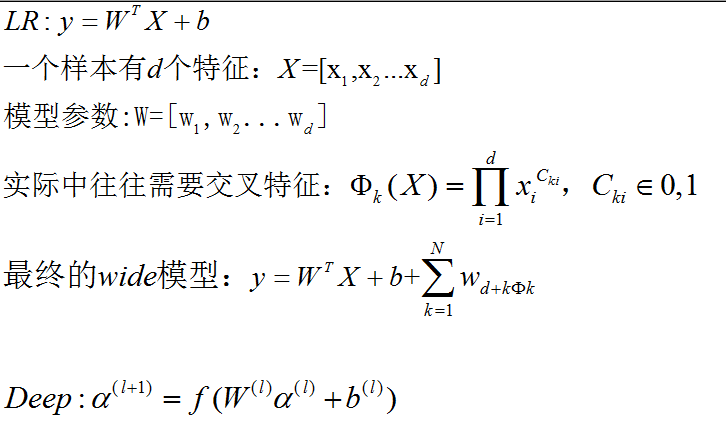 LR: y = W^T X + b
一个样本有d个特征：X=[x_1,x_2...x_d]
模型参数:W=[w_1,w_2...w_d]
实际中往往需要交叉特征：Φ_k(X) = ∏_{i=1}^{d} x_i^{C_{ki}}，C_{ki} ∈ 0,1
最终的wide模型：y = W^T X + b+∑_{k=1}^{N} w_{d+kΦk}
Deep : α^{(l+1)} = f(W^{(l)}α^{(l)} + b^{(l)})